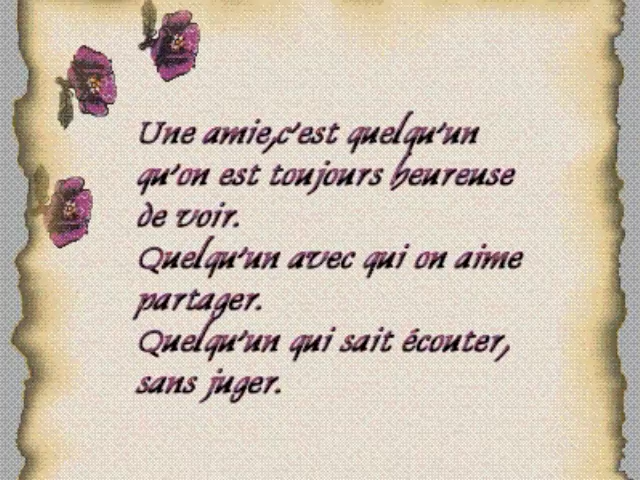 Une amie,c'est quelqu'un
qu'on est toujours heureuse
de voir.
Quelqu'un avec qui on aime
partager.
Quelqu'un qui sait écouter,
sans juger.